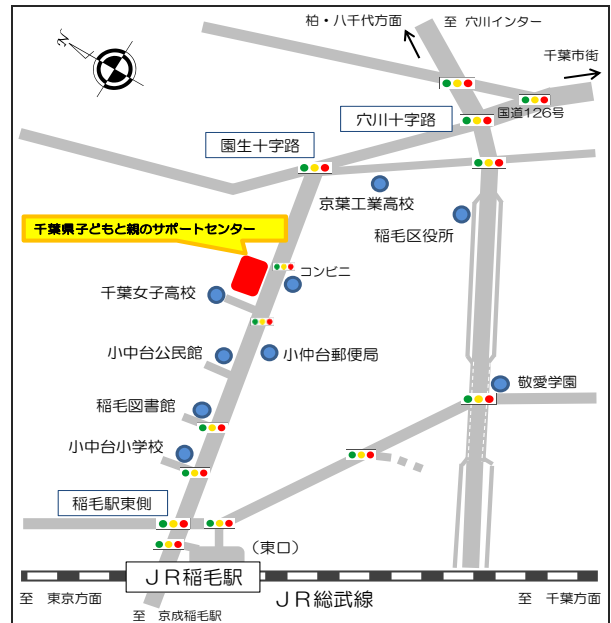 柏・八千代方面
至 穴川インター
千葉市街
N
国道126号
穴川十字路
園生十字路
京葉工業高校
稲毛区役所
千葉県子どもと親のサポートセンター
コンビニ
千葉女子高校
小中台公民館
小仲台郵便局
敬愛学園
稲毛図書館
小中台小学校
稲毛駅東側
（東口）
ＪＲ稲毛駅
至 東京方面
ＪＲ総武線
至 千葉方面
至 京成稲毛駅